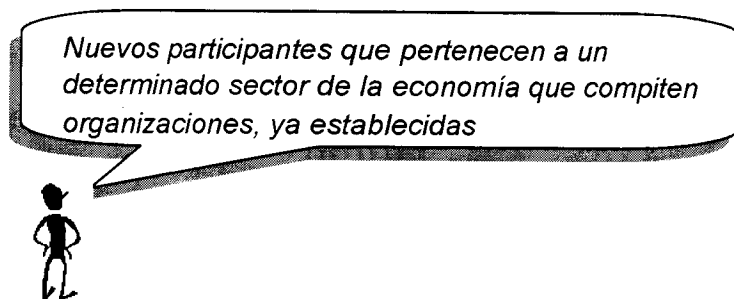 Nuevos participantes que pertenecen a un
determinado sector de la economía que compiten
organizaciones, ya establecidas